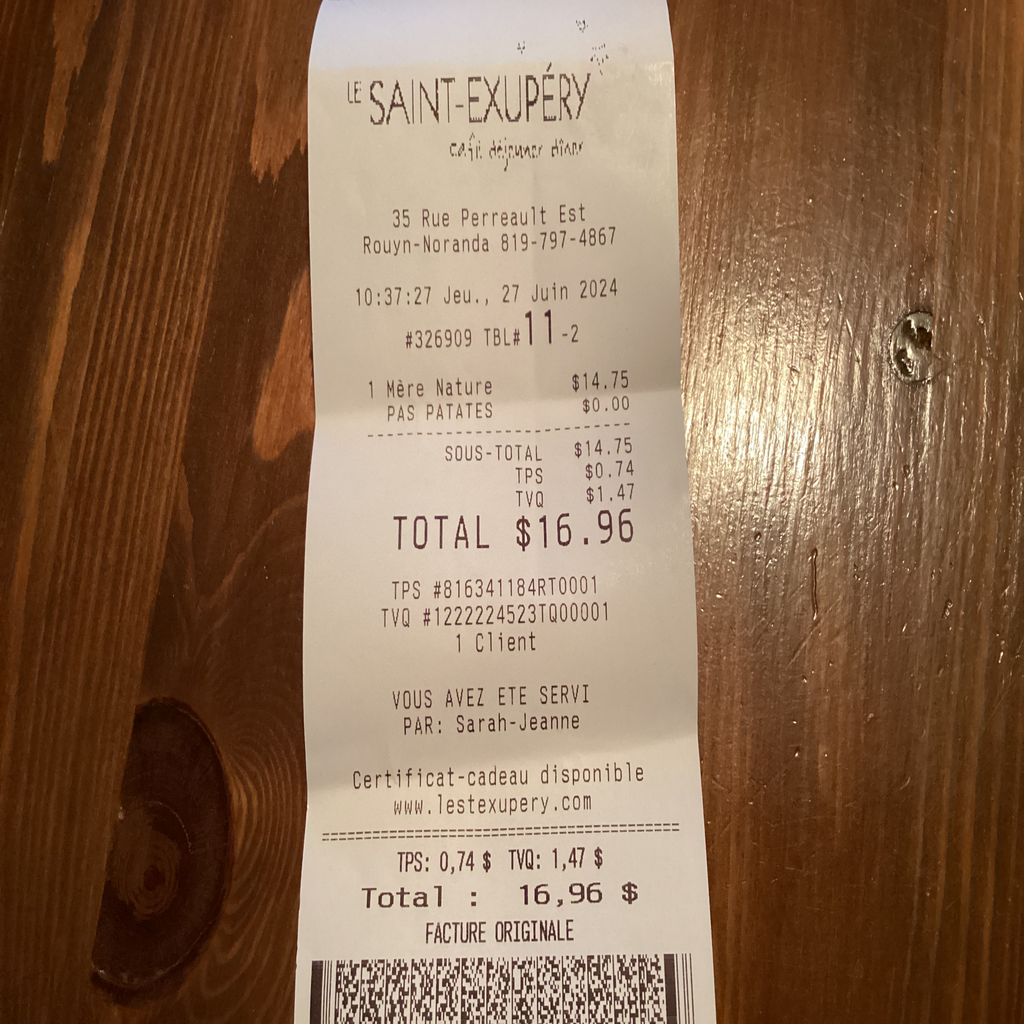 LE SAINT-EXUPÉRY
café déjeuner dîner
35 Rue Perreault Est
Rouyn-Noranda 819-797-4867
10:37:27 Jeu., 27 Juin 2024
#326909 TBL#11-2
1 Mère Nature $14.75
PAS PATATES $0.00
SOUS-TOTAL $14.75
TPS $0.74
TVQ $1.47
TOTAL $16.96
TPS #816341184RT0001
TVQ #1222224523TQ00001
1 Client
VOUS AVEZ ETE SERVI
PAR: Sarah-Jeanne
Certificat-cadeau disponible
www.lestexupery.com
TPS: 0,74 $ TVQ: 1,47 $
Total : 16,96 $
FACTURE ORIGINALE